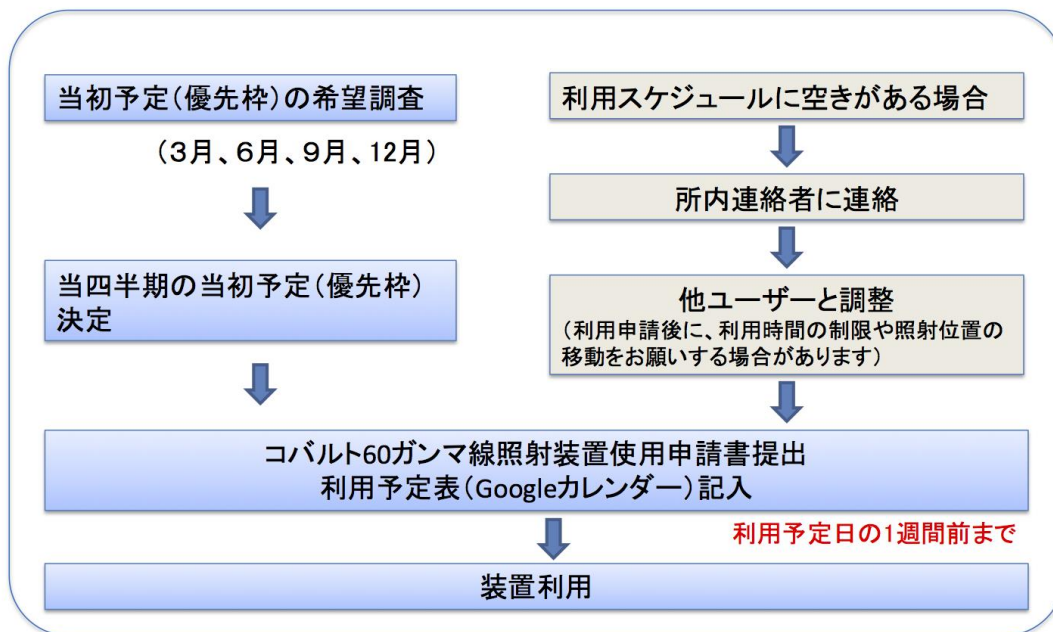 当初予定(優先枠)の希望調査
(3月、6月、9月、12月)
当四半期の当初予定(優先枠)
決定
利用スケジュールに空きがある場合
所内連絡者に連絡
他ユーザーと調整
(利用申請後に、利用時間の制限や照射位置の
移動をお願いする場合があります)
コバルト60ガンマ線照射装置使用申請書提出
利用予定表(Googleカレンダー)記入
利用予定日の1週間前まで
装置利用